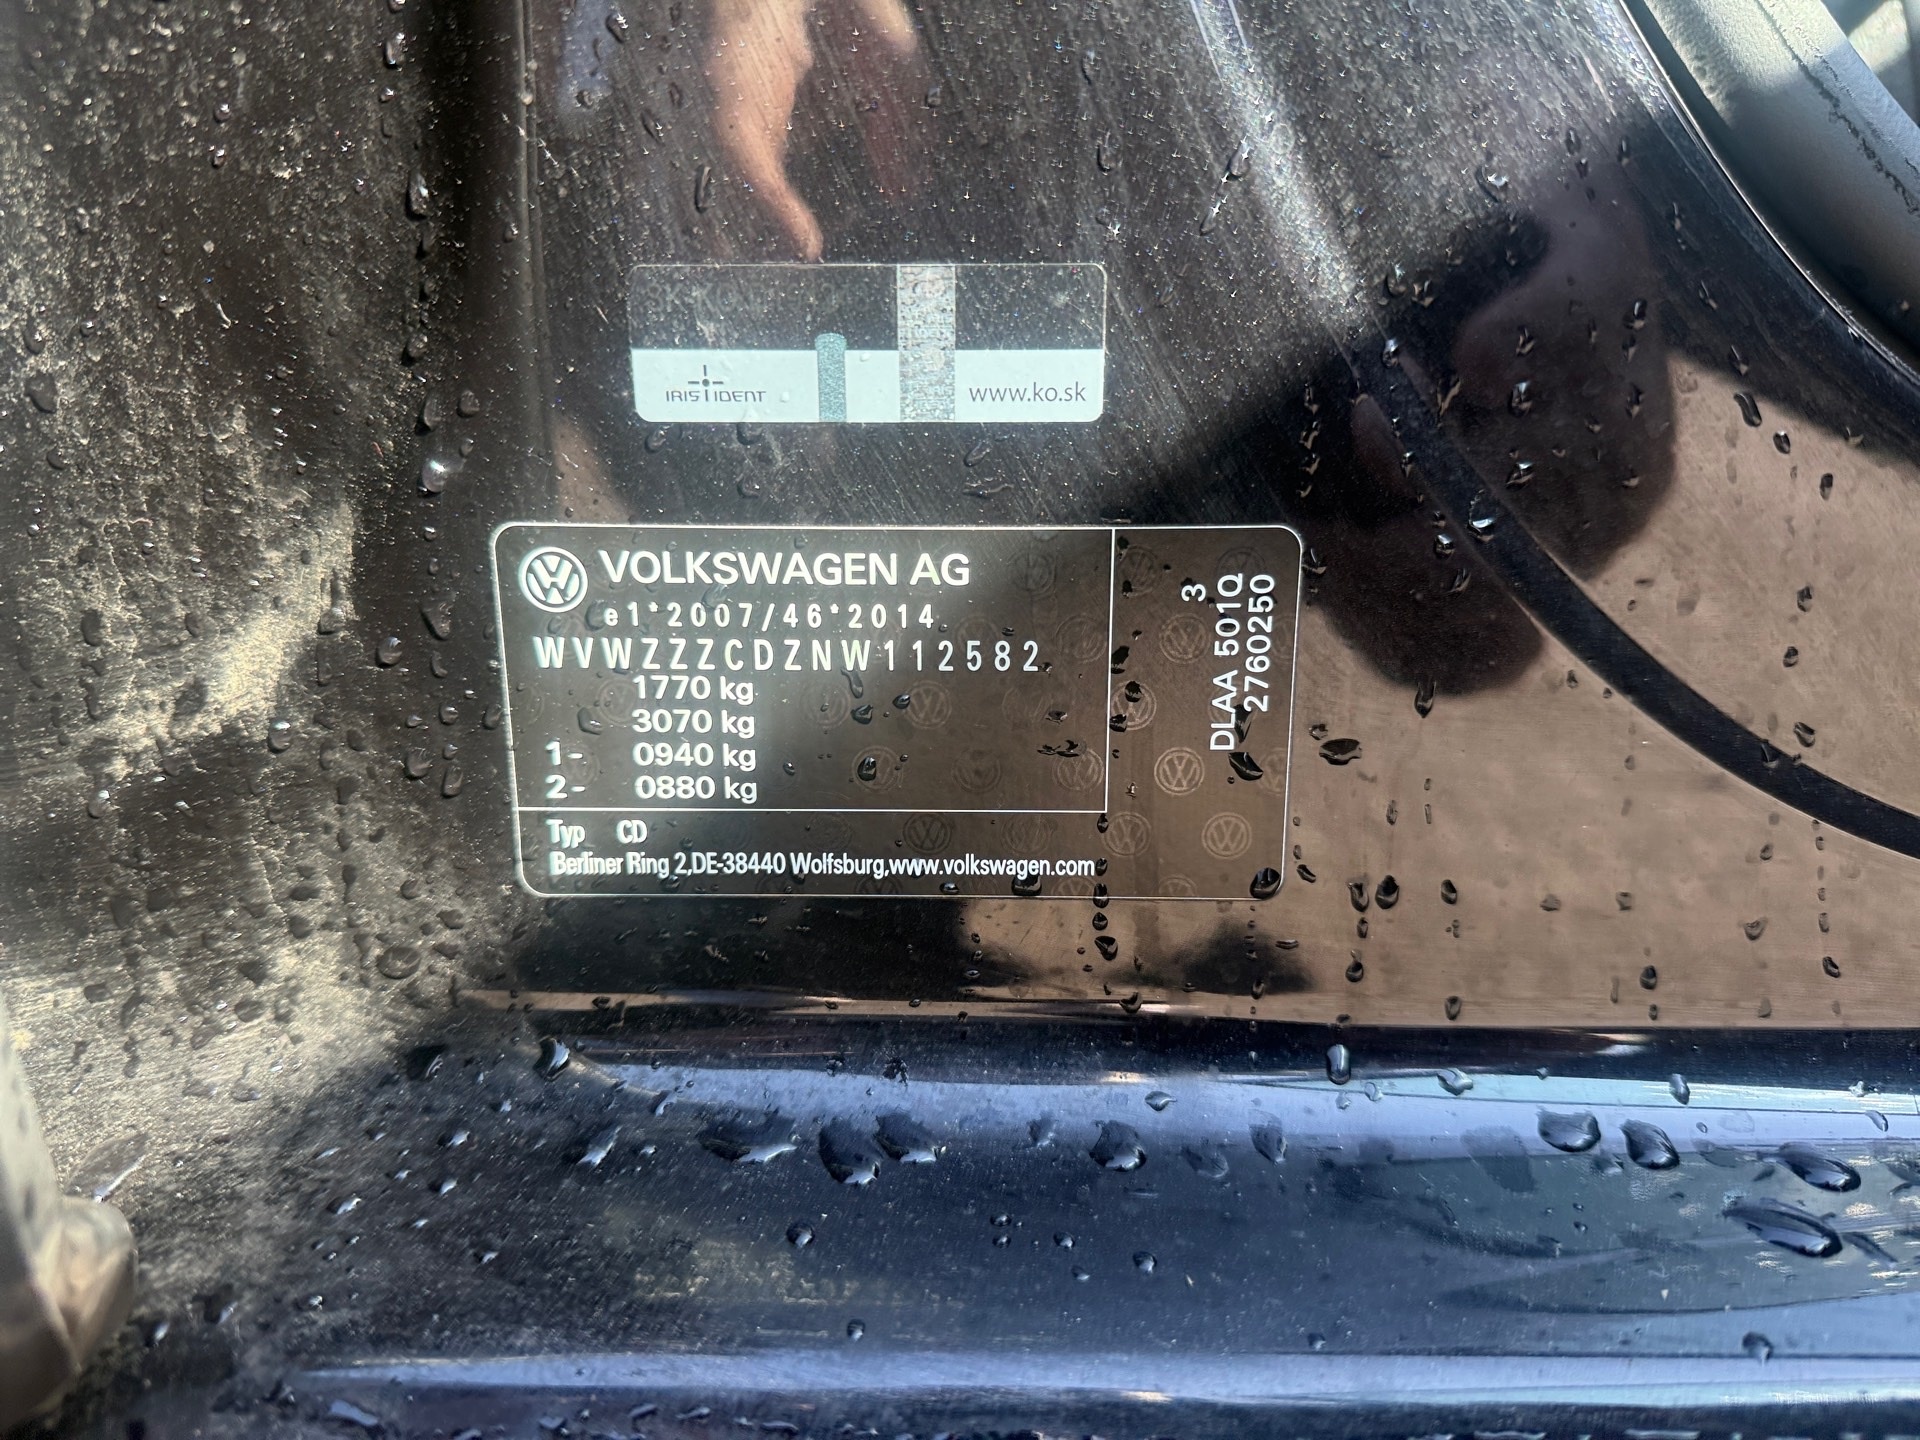 IRIS IDENT
www.ko.sk
VOLKSWAGEN AG
e1*2007/46*2014
WVWZZZCDZNW112582
1770 kg
3070 kg
1- 0940 kg
2- 0880 kg
Typ CD
Berliner Ring 2,DE-38440 Wolfsburg,www.volkswagen.com
3
DLAA 501Q
2760250